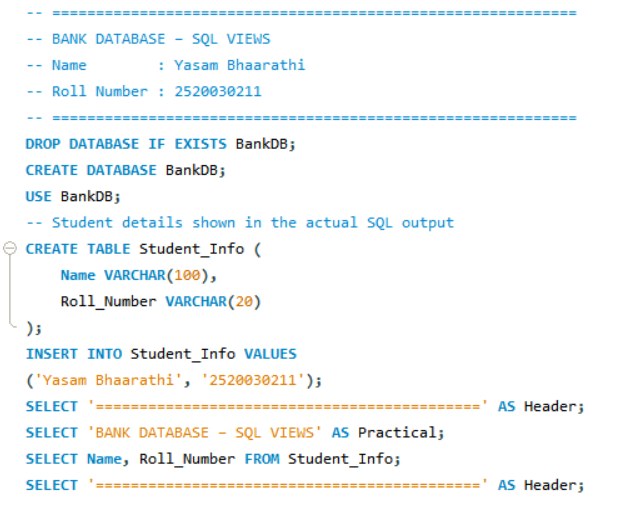 -- ============================================================
-- BANK DATABASE – SQL VIEWS
-- Name        : Yasam Bhaarathi
-- Roll Number : 2520030211
-- ============================================================
DROP DATABASE IF EXISTS BankDB;
CREATE DATABASE BankDB;
USE BankDB;
-- Student details shown in the actual SQL output
CREATE TABLE Student_Info (
    Name VARCHAR(100),
    Roll_Number VARCHAR(20)
);
INSERT INTO Student_Info VALUES
('Yasam Bhaarathi', '2520030211');
SELECT '============================================' AS Header;
SELECT 'BANK DATABASE – SQL VIEWS' AS Practical;
SELECT Name, Roll_Number FROM Student_Info;
SELECT '============================================' AS Header;